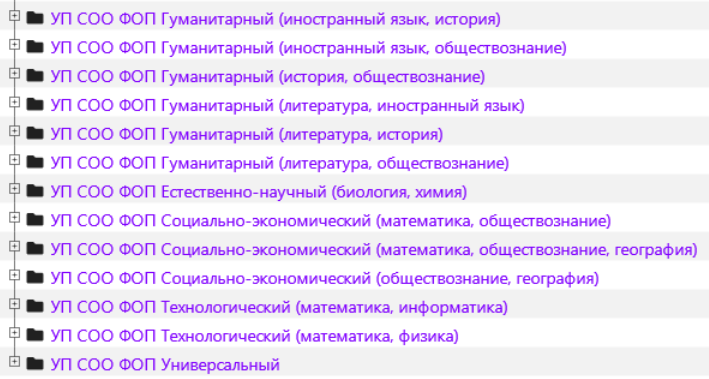 УП СОО ФОП Гуманитарный (иностранный язык, история)
УП СОО ФОП Гуманитарный (иностранный язык, обществознание)
УП СОО ФОП Гуманитарный (история, обществознание)
УП СОО ФОП Гуманитарный (литература, иностранный язык)
УП СОО ФОП Гуманитарный (литература, история)
УП СОО ФОП Гуманитарный (литература, обществознание)
УП СОО ФОП Естественно-научный (биология, химия)
УП СОО ФОП Социально-экономический (математика, обществознание)
УП СОО ФОП Социально-экономический (математика, обществознание, география)
УП СОО ФОП Социально-экономический (обществознание, география)
УП СОО ФОП Технологический (математика, информатика)
УП СОО ФОП Технологический (математика, физика)
УП СОО ФОП Универсальный